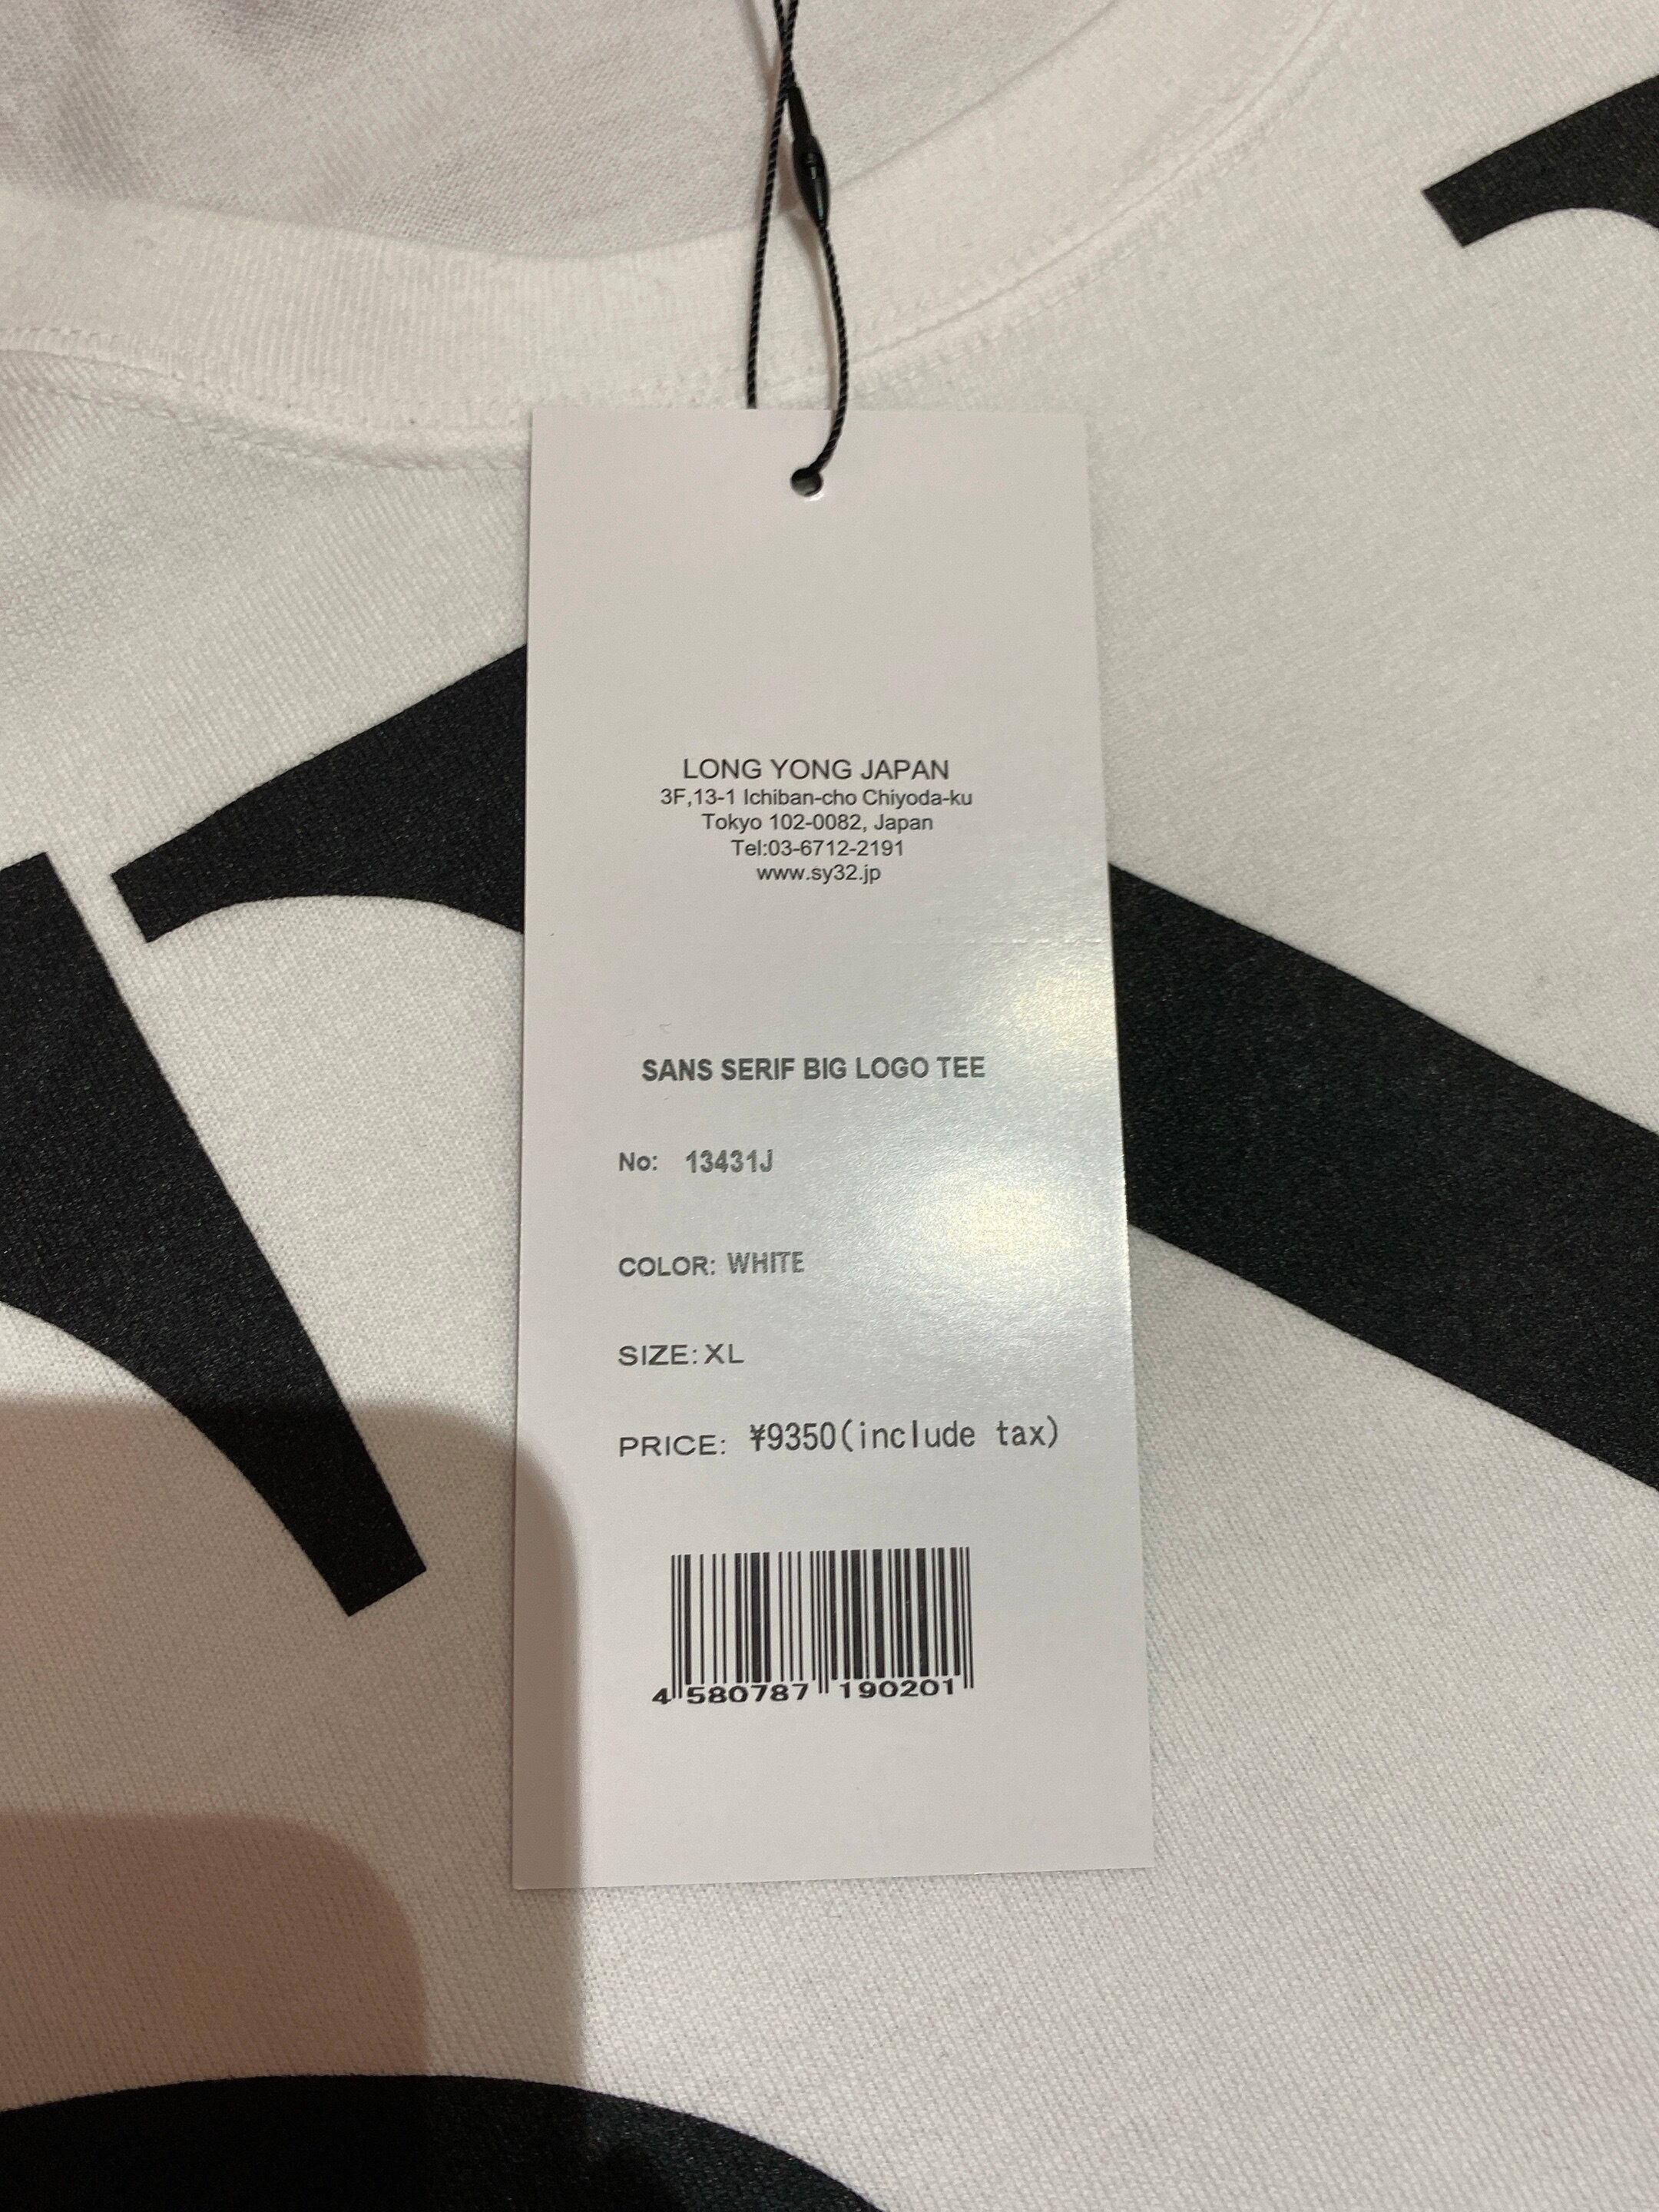 LONG YONG JAPAN
3F,13-1 Ichiban-cho Chiyoda-ku
Tokyo 102-0082, Japan
Tel:03-6712-2191
www.sy32.jp
SANS SERIF BIG LOGO TEE
No: 13431J
COLOR: WHITE
SIZE: XL
PRICE: ¥9350(include tax)
4 580787 190201